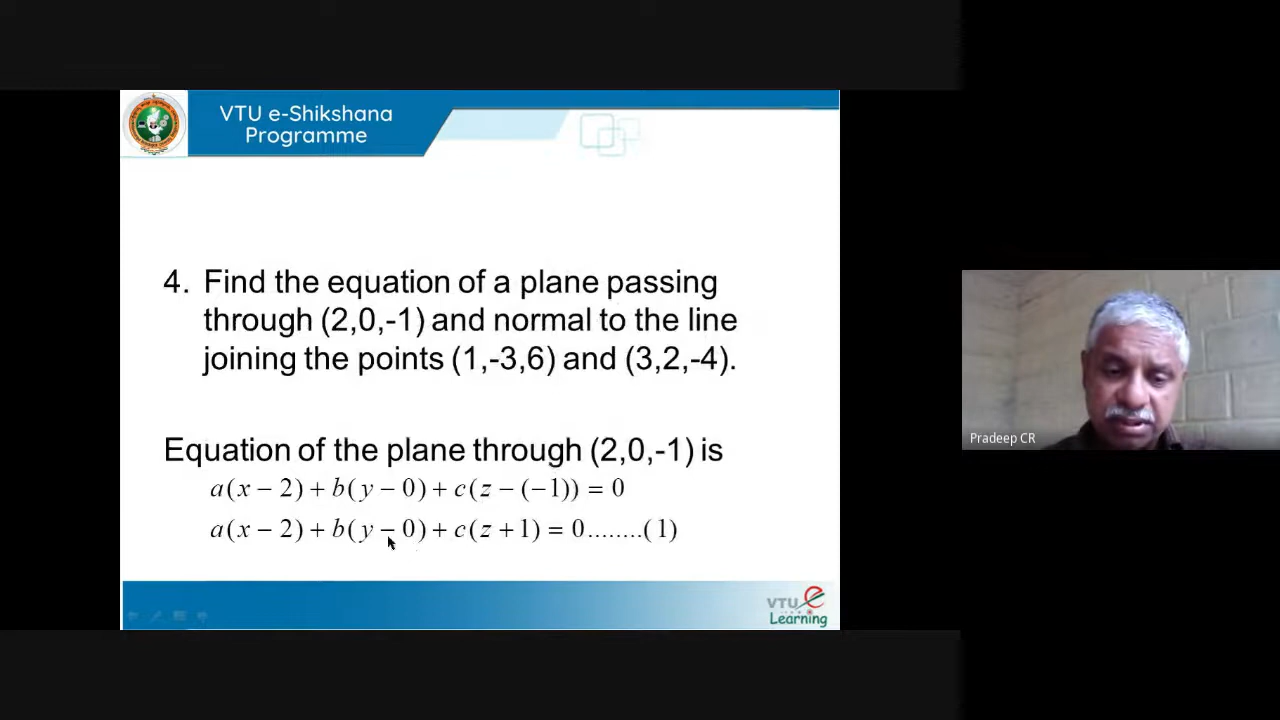 VTU e-Shikshana
Programme
4. Find the equation of a plane passing
through (2,0,-1) and normal to the line
joining the points (1,-3,6) and (3,2,-4).
Equation of the plane through (2,0,-1) is
a(x − 2) + b(y − 0) + c(z − (−1)) = 0
a(x − 2) + b(y − 0) + c(z + 1) = 0........(1)
Pradeep CR
VTU e
Learning